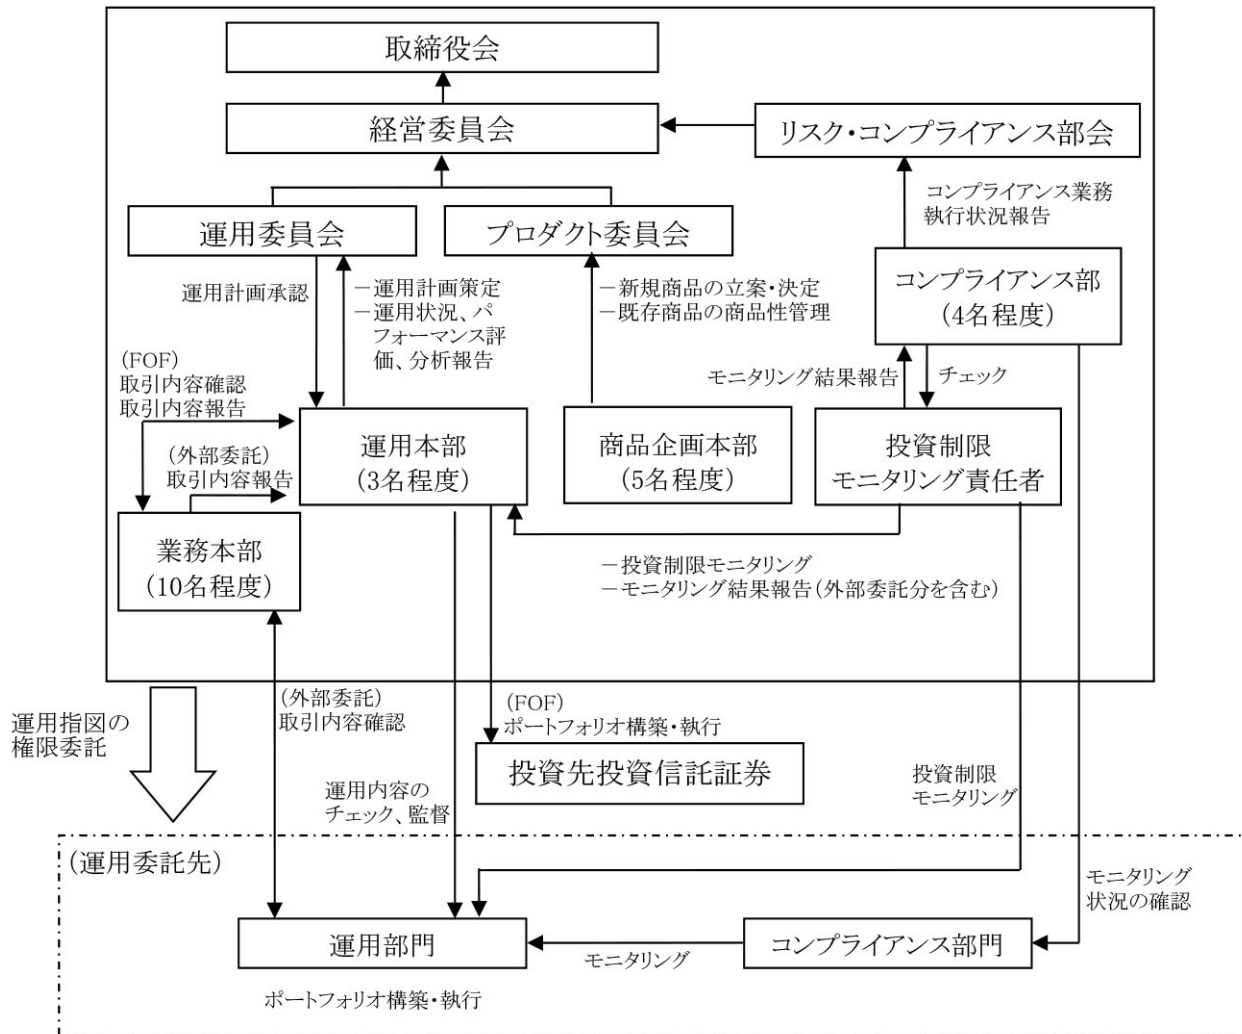 取締役会
経営委員会
リスク・コンプライアンス部会
コンプライアンス業務
執行状況報告
運用委員会
プロダクト委員会
運用計画承認
－運用計画策定
－運用状況、パ
フォーマンス評
価、分析報告
－新規商品の立案・決定
－既存商品の商品性管理
コンプライアンス部
(4名程度)
(FOF)
取引内容確認
取引内容報告
モニタリング結果報告
チェック
(外部委託)
取引内容報告
運用本部
(3名程度)
商品企画本部
(5名程度)
投資制限
モニタリング責任者
業務本部
(10名程度)
－投資制限モニタリング
－モニタリング結果報告(外部委託分を含む)
運用指図の
権限委託
(外部委託)
取引内容確認
(FOF)
ポートフォリオ構築・執行
投資先投資信託証券
運用内容の
チェック、監督
投資制限
モニタリング
(運用委託先)
モニタリング
状況の確認
運用部門
モニタリング
コンプライアンス部門
ポートフォリオ構築・執行